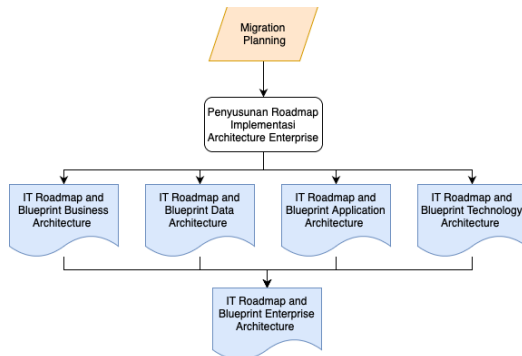 Migration
Planning
Penyusunan Roadmap
Implementasi
Architecture Enterprise
IT Roadmap and
Blueprint Business
Architecture
IT Roadmap and
Blueprint Data
Architecture
IT Roadmap and
Blueprint Application
Architecture
IT Roadmap and
Blueprint Technology
Architecture
IT Roadmap and
Blueprint Enterprise
Architecture